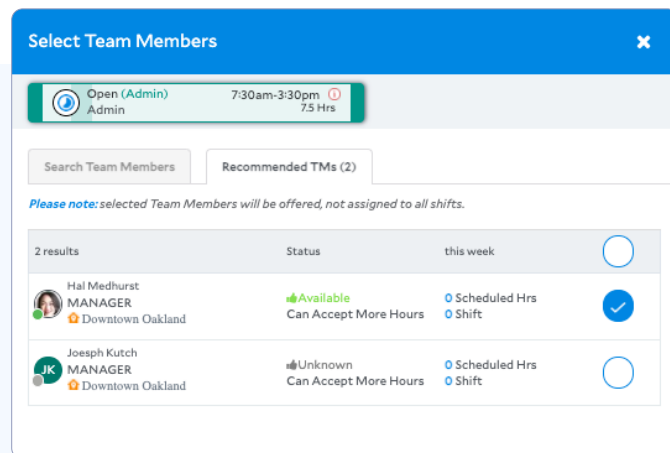 Select Team Members
Open (Admin) 7:30am-3:30pm
Admin 7.5 Hrs
Search Team Members Recommended TMs (2)
Please note: selected Team Members will be offered, not assigned to all shifts.
2 results Status this week
Hal Medhurst
MANAGER
Downtown Oakland
Available
Can Accept More Hours
0 Scheduled Hrs
0 Shift
JK
Joesph Kutch
MANAGER
Downtown Oakland
Unknown
Can Accept More Hours
0 Scheduled Hrs
0 Shift